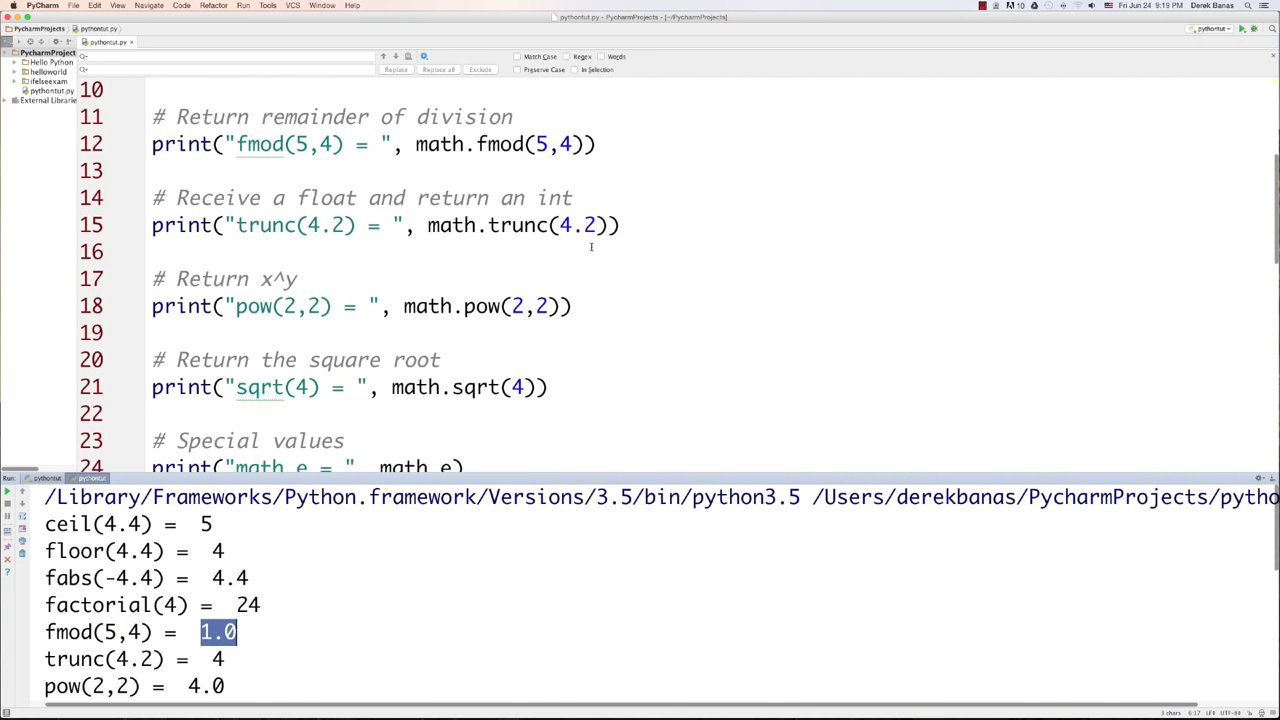 PyCharm File Edit View Navigate Code Refactor Run Tools VCS Window Help Fri Jun 24 9:19 PM Derek Banas
pythontut.py - PycharmProjects - [~/PycharmProjects]
PycharmProjects pythontut.py pythontut
pythontut.py
PycharmProject
Hello Python
helloworld
ifelseexam
pythontut.py
External Librarie
Match Case Regex Words
Replace Replace all Exclude Preserve Case In Selection
10
11 # Return remainder of division
12 print("fmod(5,4) = ", math.fmod(5,4))
13
14 # Receive a float and return an int
15 print("trunc(4.2) = ", math.trunc(4.2))
16
17 # Return x^y
18 print("pow(2,2) = ", math.pow(2,2))
19
20 # Return the square root
21 print("sqrt(4) = ", math.sqrt(4))
22
23 # Special values
24 print("math e = " math e)
Run: pythontut pythontut
/Library/Frameworks/Python.framework/Versions/3.5/bin/python3.5 /Users/derekbanas/PycharmProjects/pytho
ceil(4.4) = 5
floor(4.4) = 4
fabs(-4.4) = 4.4
factorial(4) = 24
fmod(5,4) = 1.0
trunc(4.2) = 4
pow(2,2) = 4.0
3 chars 6:17 LF UTF-8